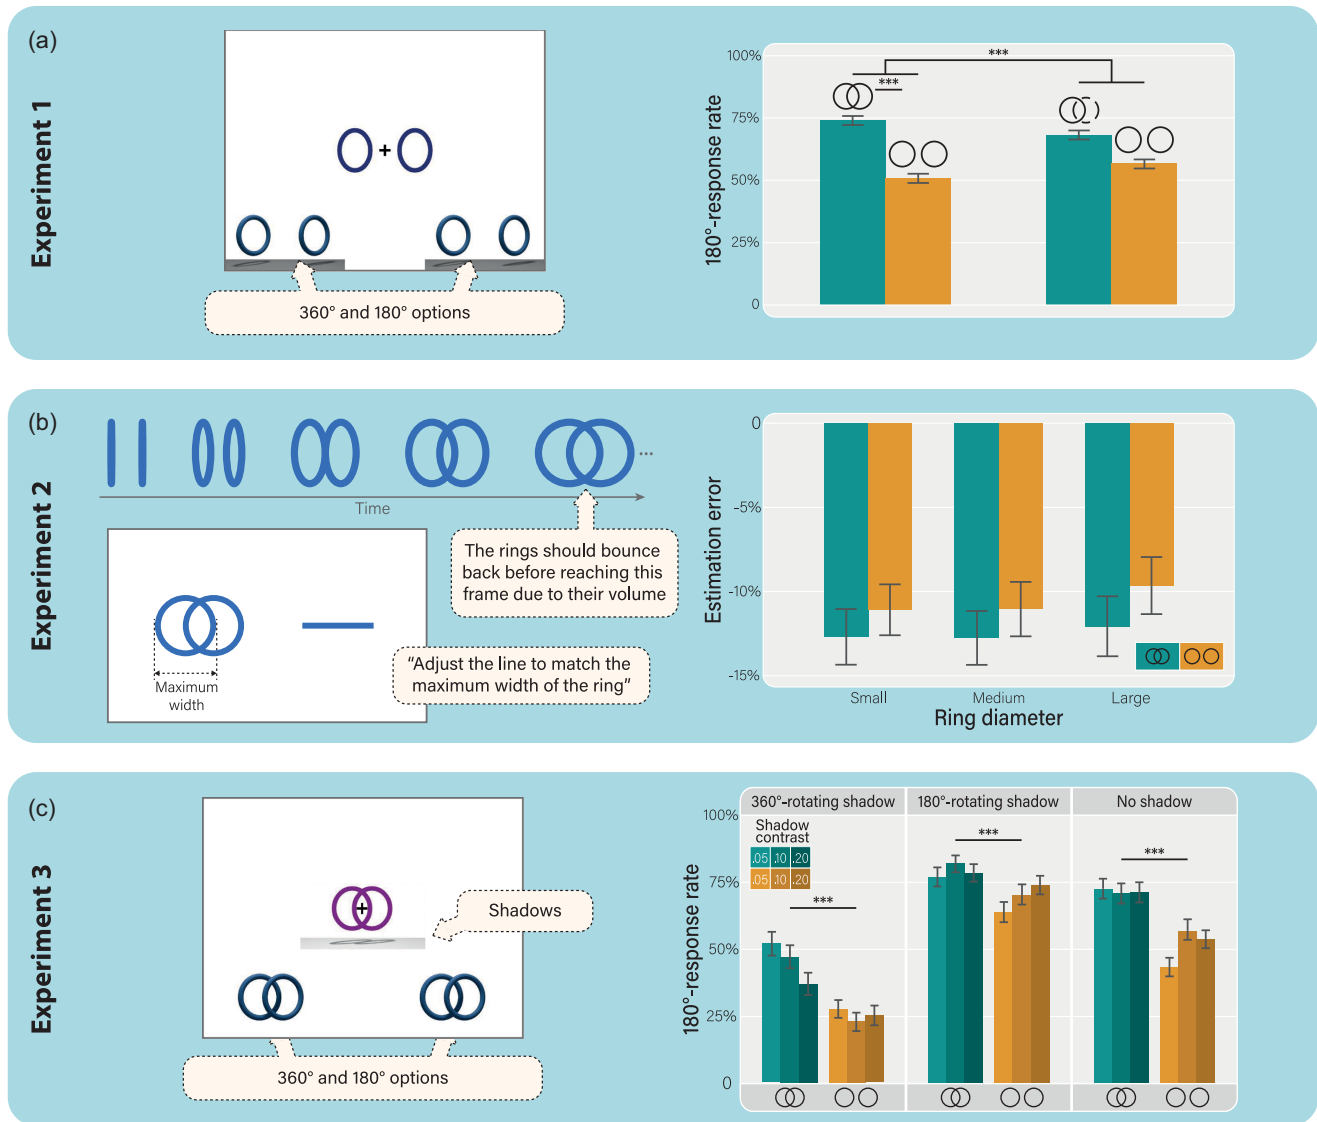 (a)
Experiment 1
+
360° and 180° options
180°-response rate
100%
75%
50%
25%
0
***
***
(b)
Experiment 2
...
Time
The rings should bounce
back before reaching this
frame due to their volume
Maximum
width
“Adjust the line to match the
maximum width of the ring”
Estimation error
0
-5%
-10%
-15%
Small Medium Large
Ring diameter
(c)
Experiment 3
+
Shadows
360° and 180° options
180°-response rate
360°-rotating shadow 180°-rotating shadow No shadow
100%
75%
50%
25%
0
Shadow
contrast
.05 .10 .20
.05 .10 .20
***
***
***